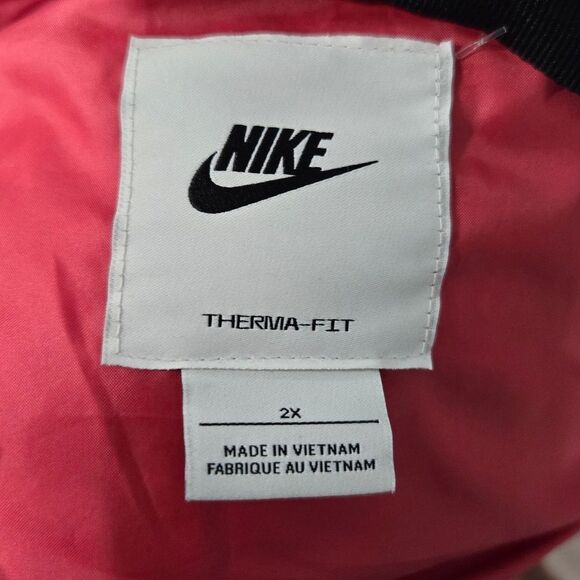 NIKE
THERMA-FIT
2X
MADE IN VIETNAM
FABRIQUE AU VIETNAM